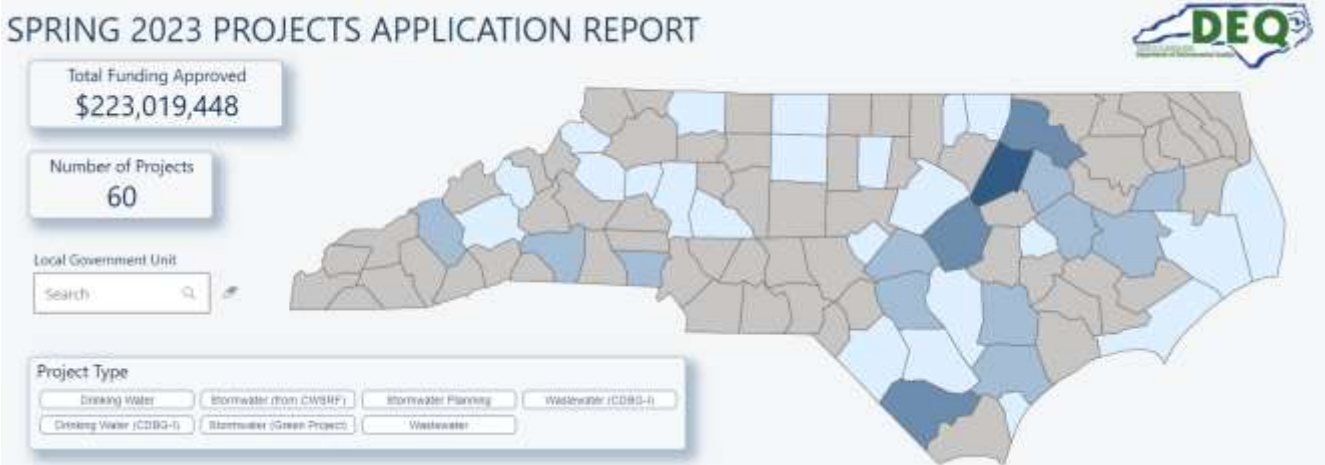 SPRING 2023 PROJECTS APPLICATION REPORT
DEQ
Total Funding Approved
$223,019,448
Number of Projects
60
Local Government Unit
Search
Project Type
Drinking Water
Stormwater (from CWSRF)
Stormwater Planning
Wastewater (CDBG-I)
Drinking Water (CDBG-I)
Stormwater (Green Project)
Wastewater